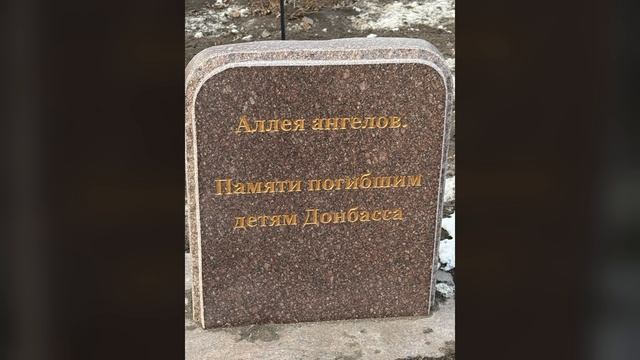 Аллея ангелов.
Памяти погибшим
детям Донбасса